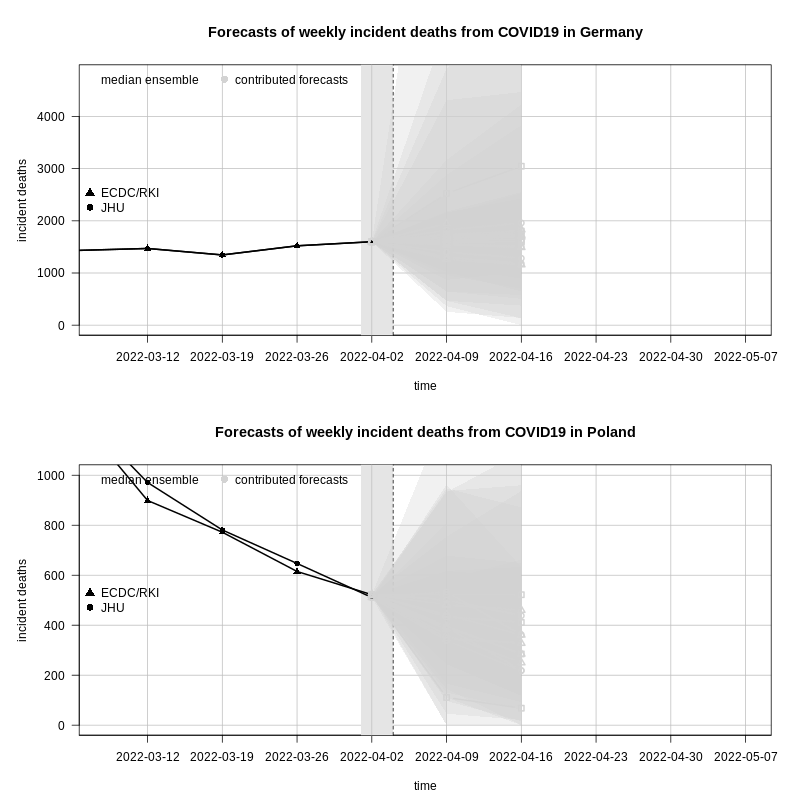 Forecasts of weekly incident deaths from COVID19 in Germany
median ensemble contributed forecasts
4000
3000
2000
1000
0
ECDC/RKI
JHU
incident deaths
2022-03-12 2022-03-19 2022-03-26 2022-04-02 2022-04-09 2022-04-16 2022-04-23 2022-04-30 2022-05-07
time
Forecasts of weekly incident deaths from COVID19 in Poland
median ensemble contributed forecasts
1000
800
600
400
200
0
ECDC/RKI
JHU
incident deaths
2022-03-12 2022-03-19 2022-03-26 2022-04-02 2022-04-09 2022-04-16 2022-04-23 2022-04-30 2022-05-07
time